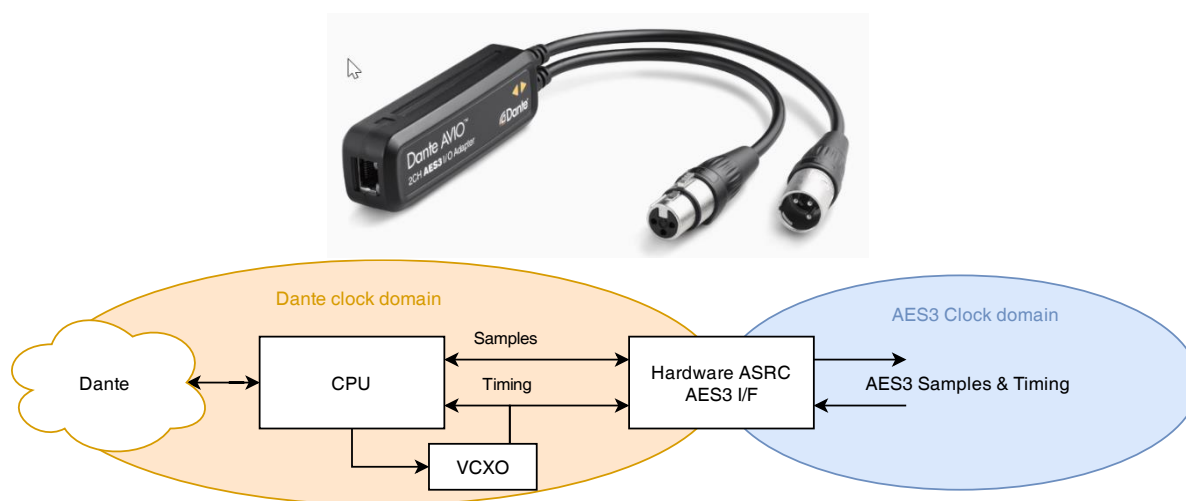 Dante AVIO™
2CH AES3 I/O Adapter
Dante®
Dante clock domain
AES3 Clock domain
Samples
Dante
CPU
Hardware ASRC
AES3 I/F
Timing
AES3 Samples & Timing
VCXO